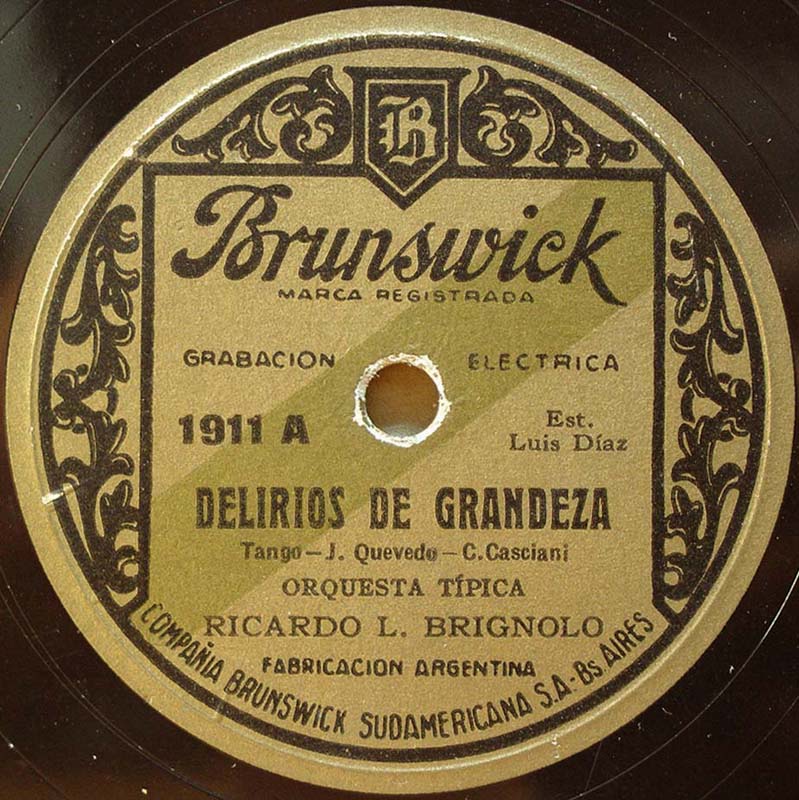 B
Brunswick
MARCA REGISTRADA
GRABACION ELECTRICA
1911 A
Est.
Luis Díaz
DELIRIOS DE GRANDEZA
Tango-J. Quevedo-C.Casciani
ORQUESTA TÍPICA
RICARDO L. BRIGNOLO
FABRICACION ARGENTINA
COMPAÑIA BRUNSWICK SUDAMERICANA S.A.-Bs. AIRES